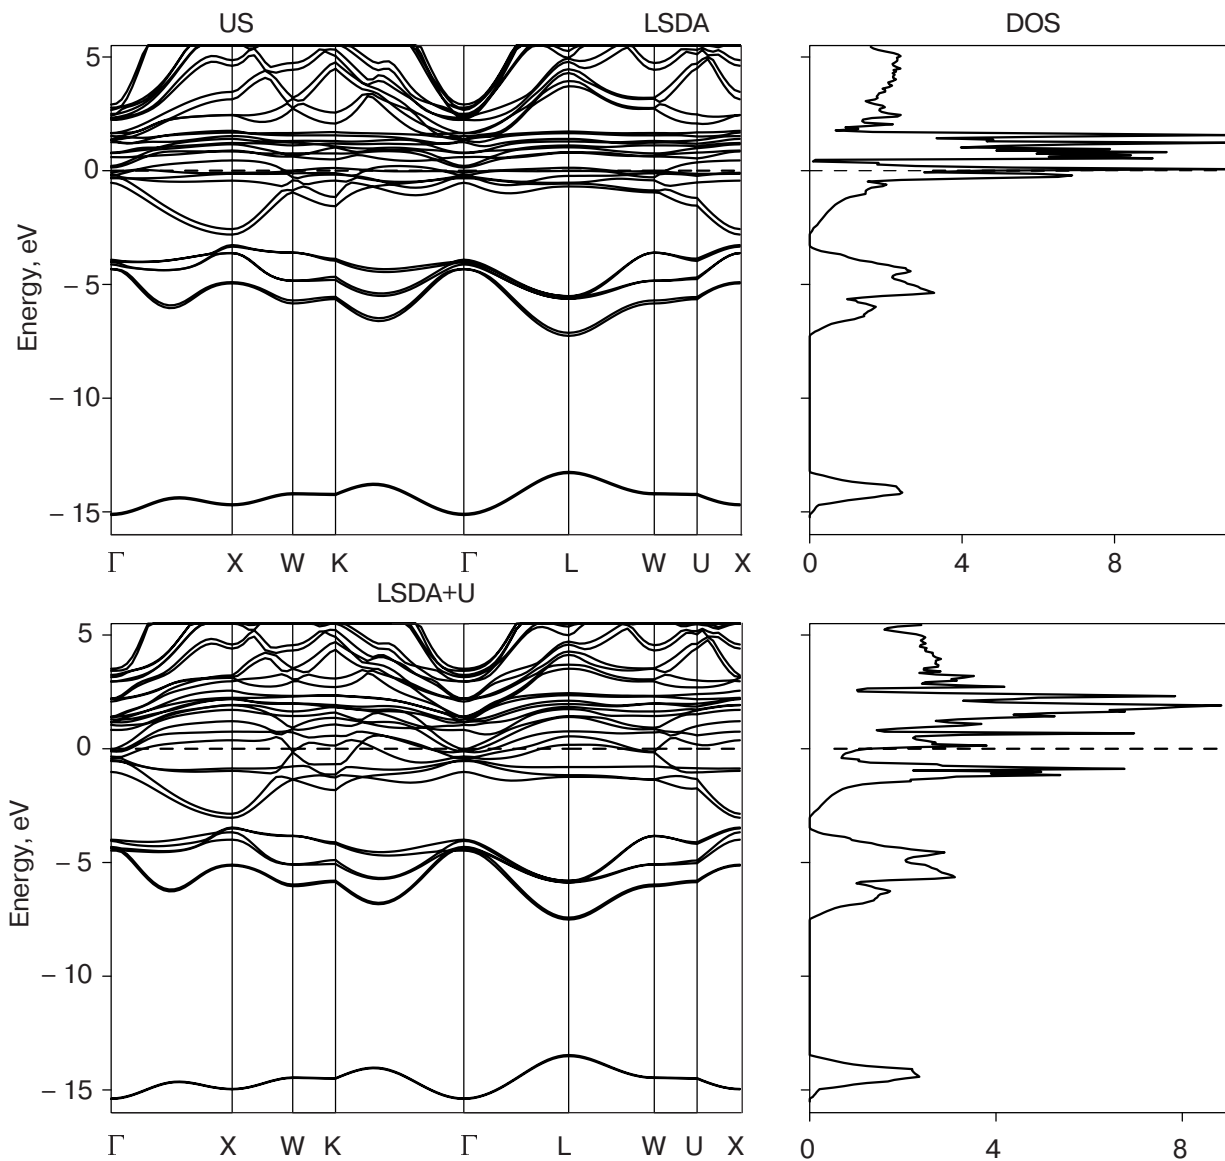 US LSDA DOS
5
0
– 5
– 10
– 15
Energy, eV
Γ X W K Γ L W U X
0 4 8
LSDA+U
5
0
– 5
– 10
– 15
Energy, eV
Γ X W K Γ L W U X
0 4 8